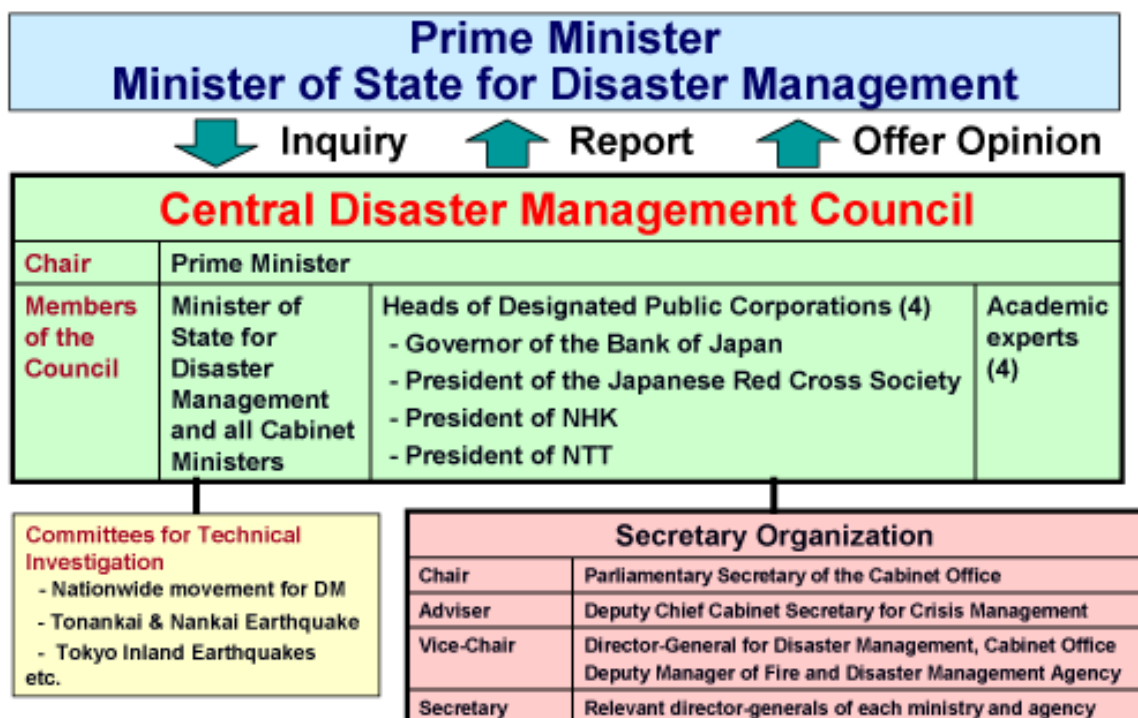 Prime Minister
Minister of State for Disaster Management
Inquiry
Report
Offer Opinion
Central Disaster Management Council
Chair
Prime Minister
Members
of the
Council
Minister of
State for
Disaster
Management
and all Cabinet
Ministers
Heads of Designated Public Corporations (4)
- Governor of the Bank of Japan
- President of the Japanese Red Cross Society
- President of NHK
- President of NTT
Academic
experts
(4)
Committees for Technical
Investigation
- Nationwide movement for DM
- Tonankai & Nankai Earthquake
- Tokyo Inland Earthquakes
etc.
Secretary Organization
Chair
Parliamentary Secretary of the Cabinet Office
Adviser
Deputy Chief Cabinet Secretary for Crisis Management
Vice-Chair
Director-General for Disaster Management, Cabinet Office
Deputy Manager of Fire and Disaster Management Agency
Secretary
Relevant director-generals of each ministry and agency